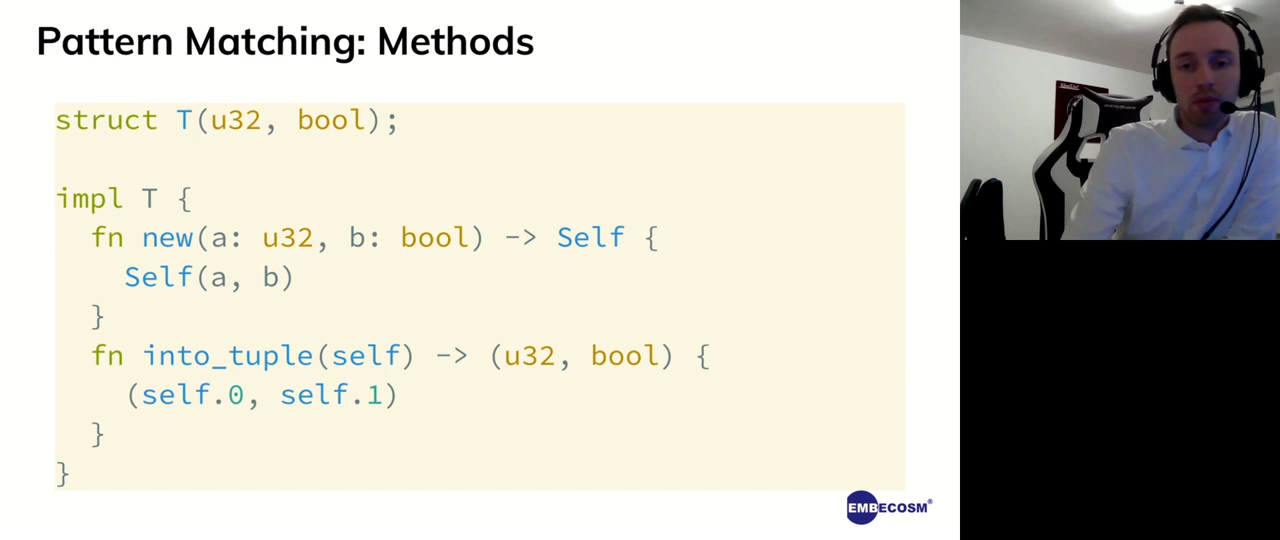 Pattern Matching: Methods
struct T(u32, bool);
impl T {
fn new(a: u32, b: bool) -> Self {
Self(a, b)
}
fn into_tuple(self) -> (u32, bool) {
(self.0, self.1)
}
}
EMBECOSM®